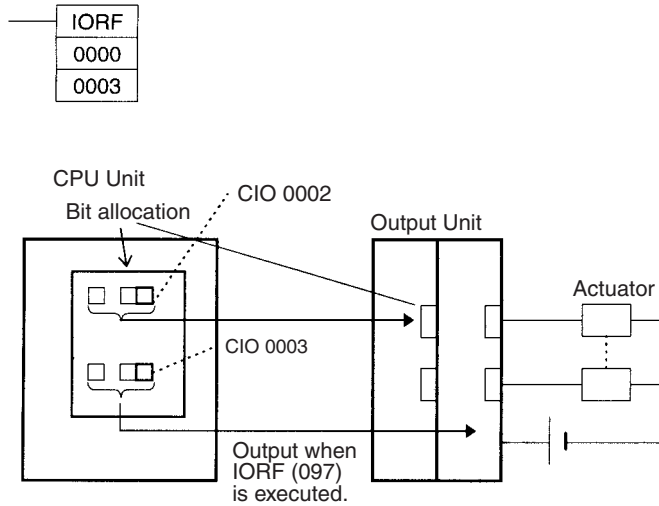 IORF
0000
0003
CPU Unit
Bit allocation
CIO 0002
Output Unit
Actuator
CIO 0003
Output when
IORF (097)
is executed.